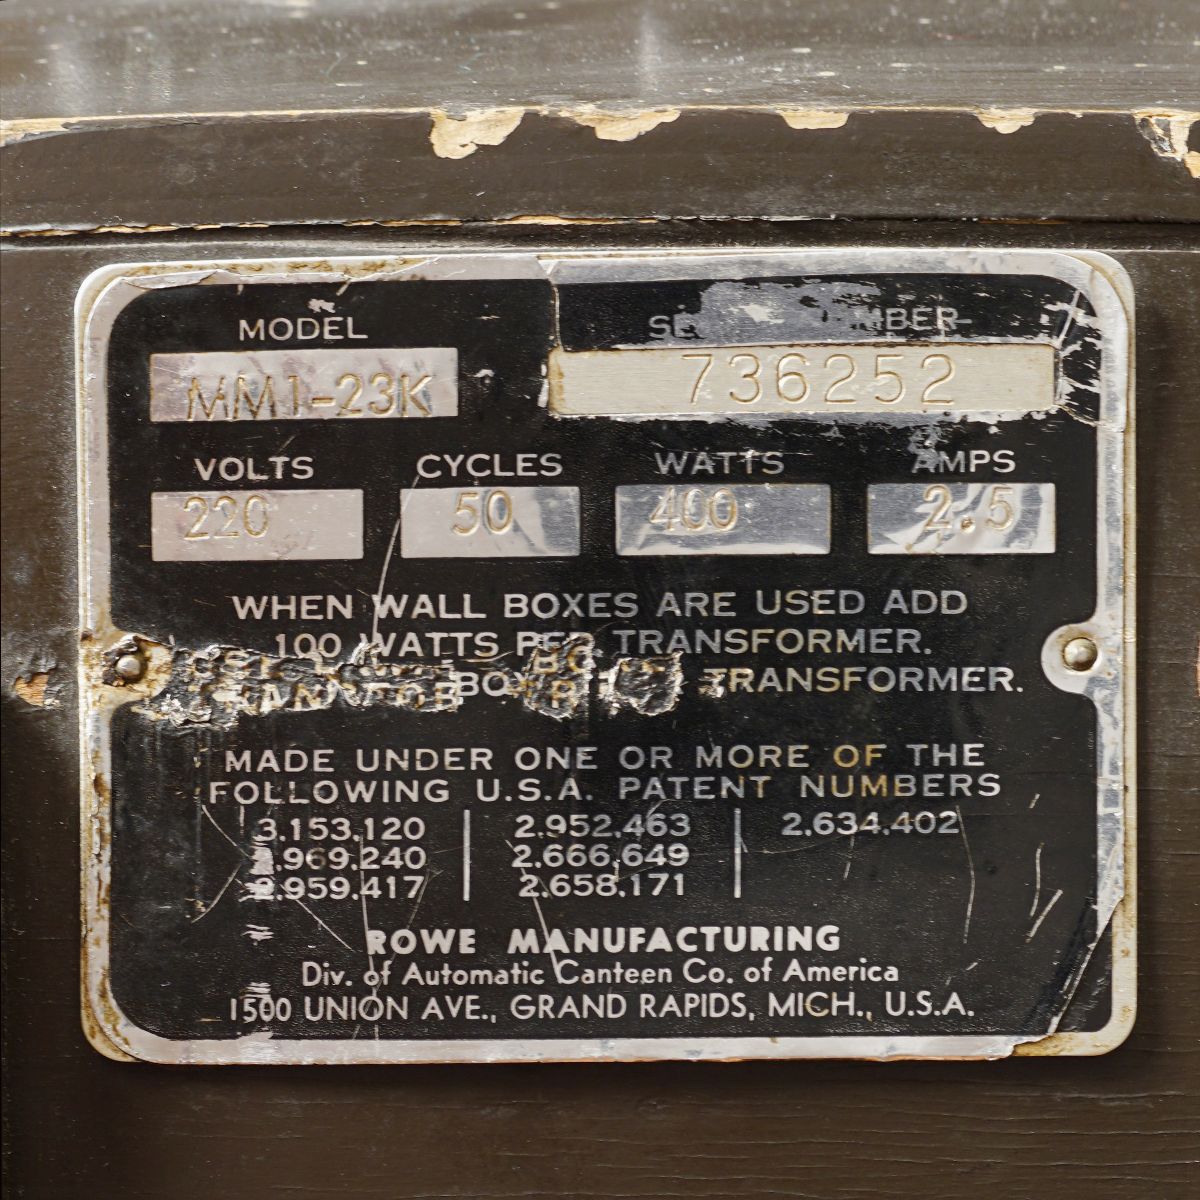 MODEL
MM1-23K
736252
VOLTS CYCLES WATTS AMPS
220 50 400 2.5
WHEN WALL BOXES ARE USED ADD
100 WATTS PER TRANSFORMER.
TRANSFORMER.
MADE UNDER ONE OR MORE OF THE
FOLLOWING U.S.A. PATENT NUMBERS
3.153.120 2.952.463 2.634.402
2.969.240 2.666.649
2.959.417 2.658.171
ROWE MANUFACTURING
Div. of Automatic Canteen Co. of America
1500 UNION AVE., GRAND RAPIDS, MICH., U.S.A.